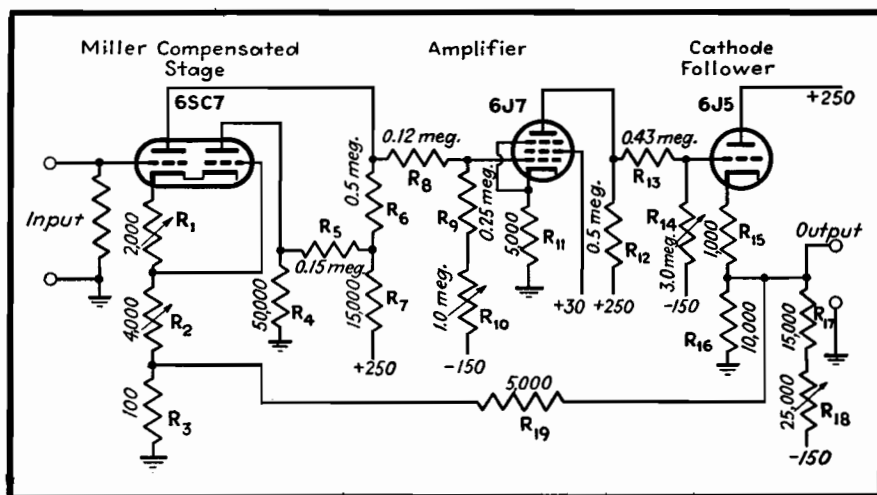 Miller Compensated
Stage
Amplifier
Cathode
Follower
6SC7
6J7
6J5
+250
0.12 meg.
R8
0.43 meg.
R13
Input
2,000
R1
0.5 meg.
R6
R9
0.25 meg.
5,000
R11
0.5 meg.
R12
R14
3.0 meg.
-150
1,000
R15
Output
R5
0.15 meg.
4,000
R2
50,000
R4
15,000
R7
+250
1.0 meg.
R10
-150
+30
+250
R16
10,000
R17
15,000
100
R3
5,000
R19
25,000
R18
-150